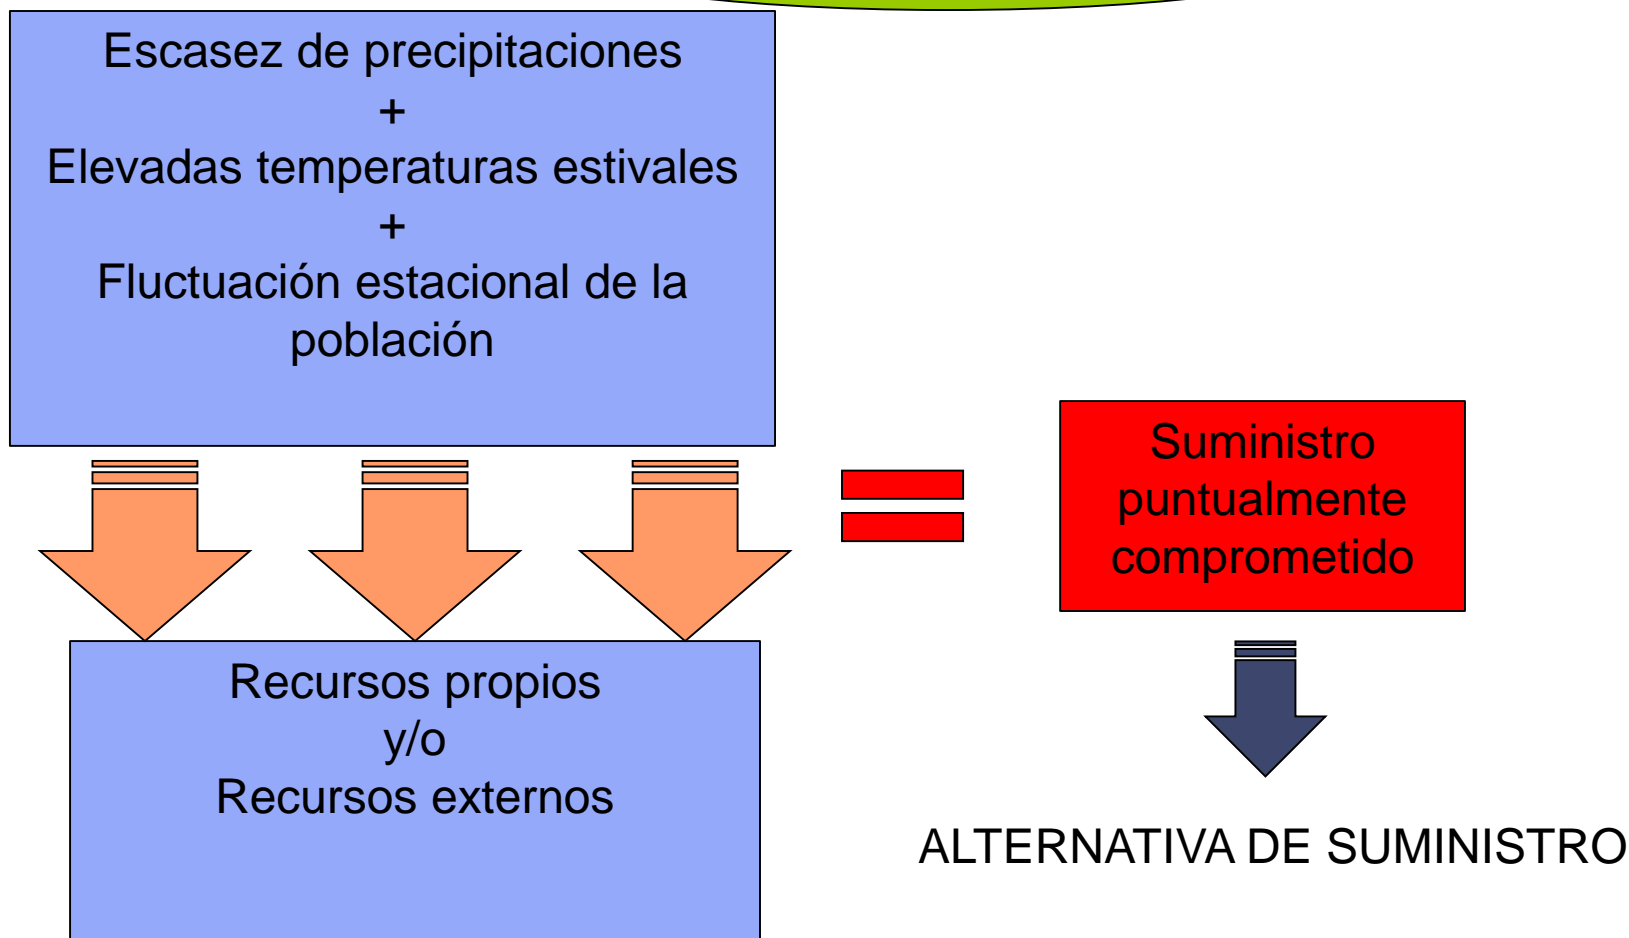 Escasez de precipitaciones
+
Elevadas temperaturas estivales
+
Fluctuación estacional de la
población
Recursos propios
y/o
Recursos externos
Suministro
puntualmente
comprometido
ALTERNATIVA DE SUMINISTRO